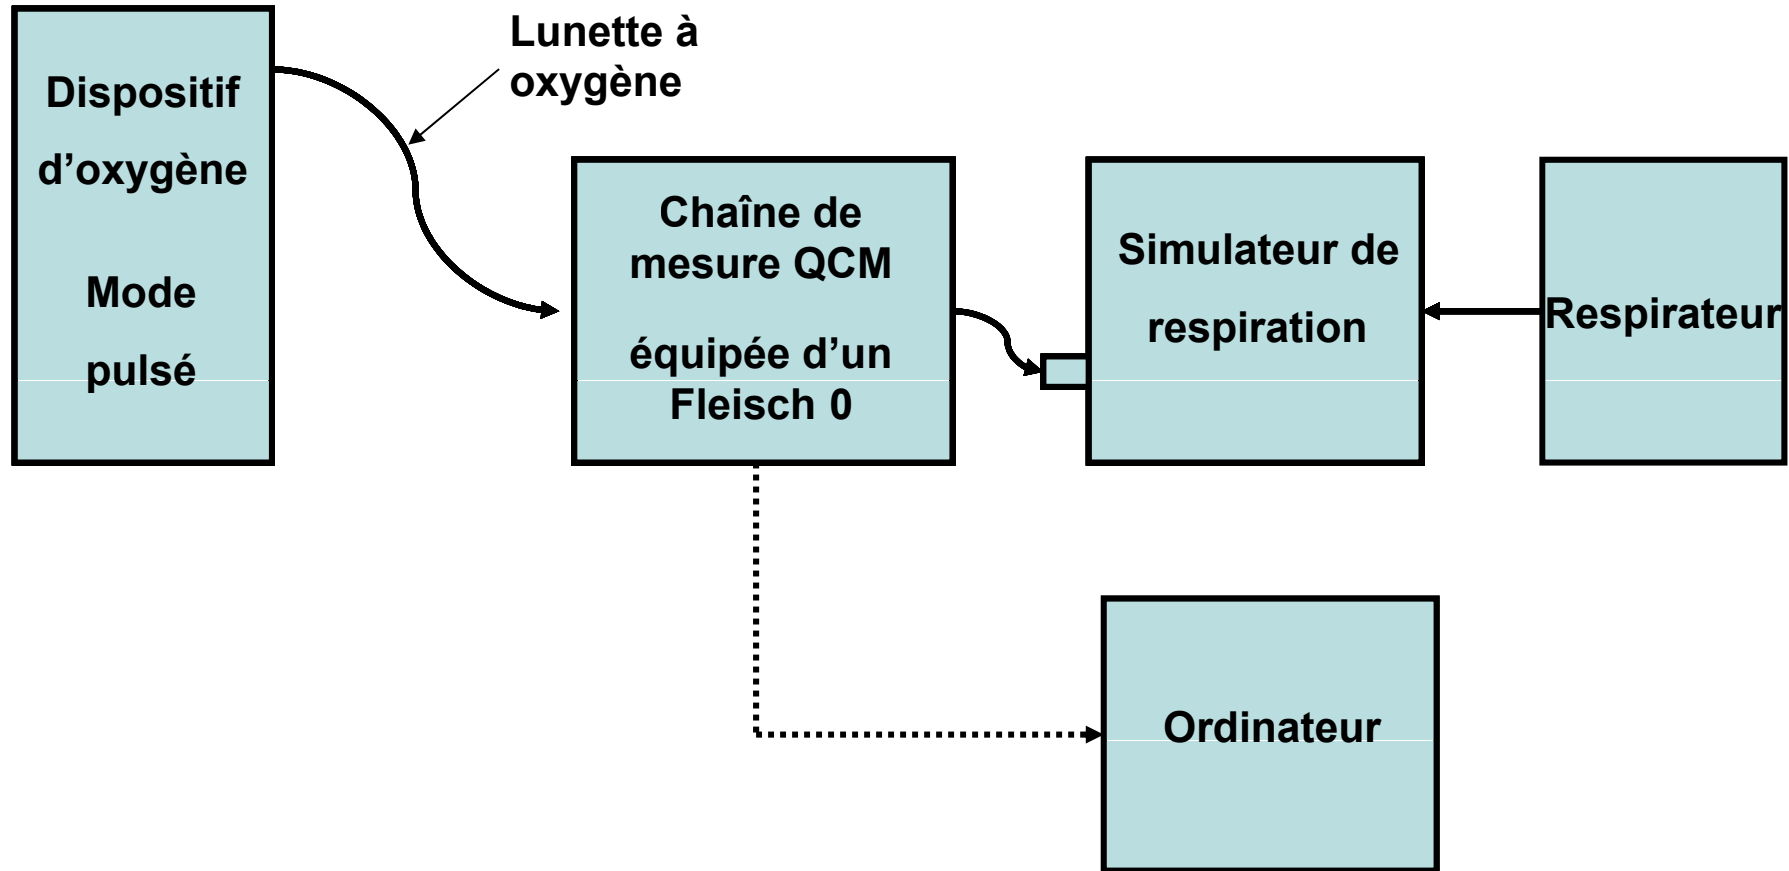 Dispositif
d’oxygène
Mode
pulsé
Lunette à
oxygène
Chaîne de
mesure QCM
équipée d’un
Fleisch 0
Simulateur de
respiration
Respirateur
Ordinateur